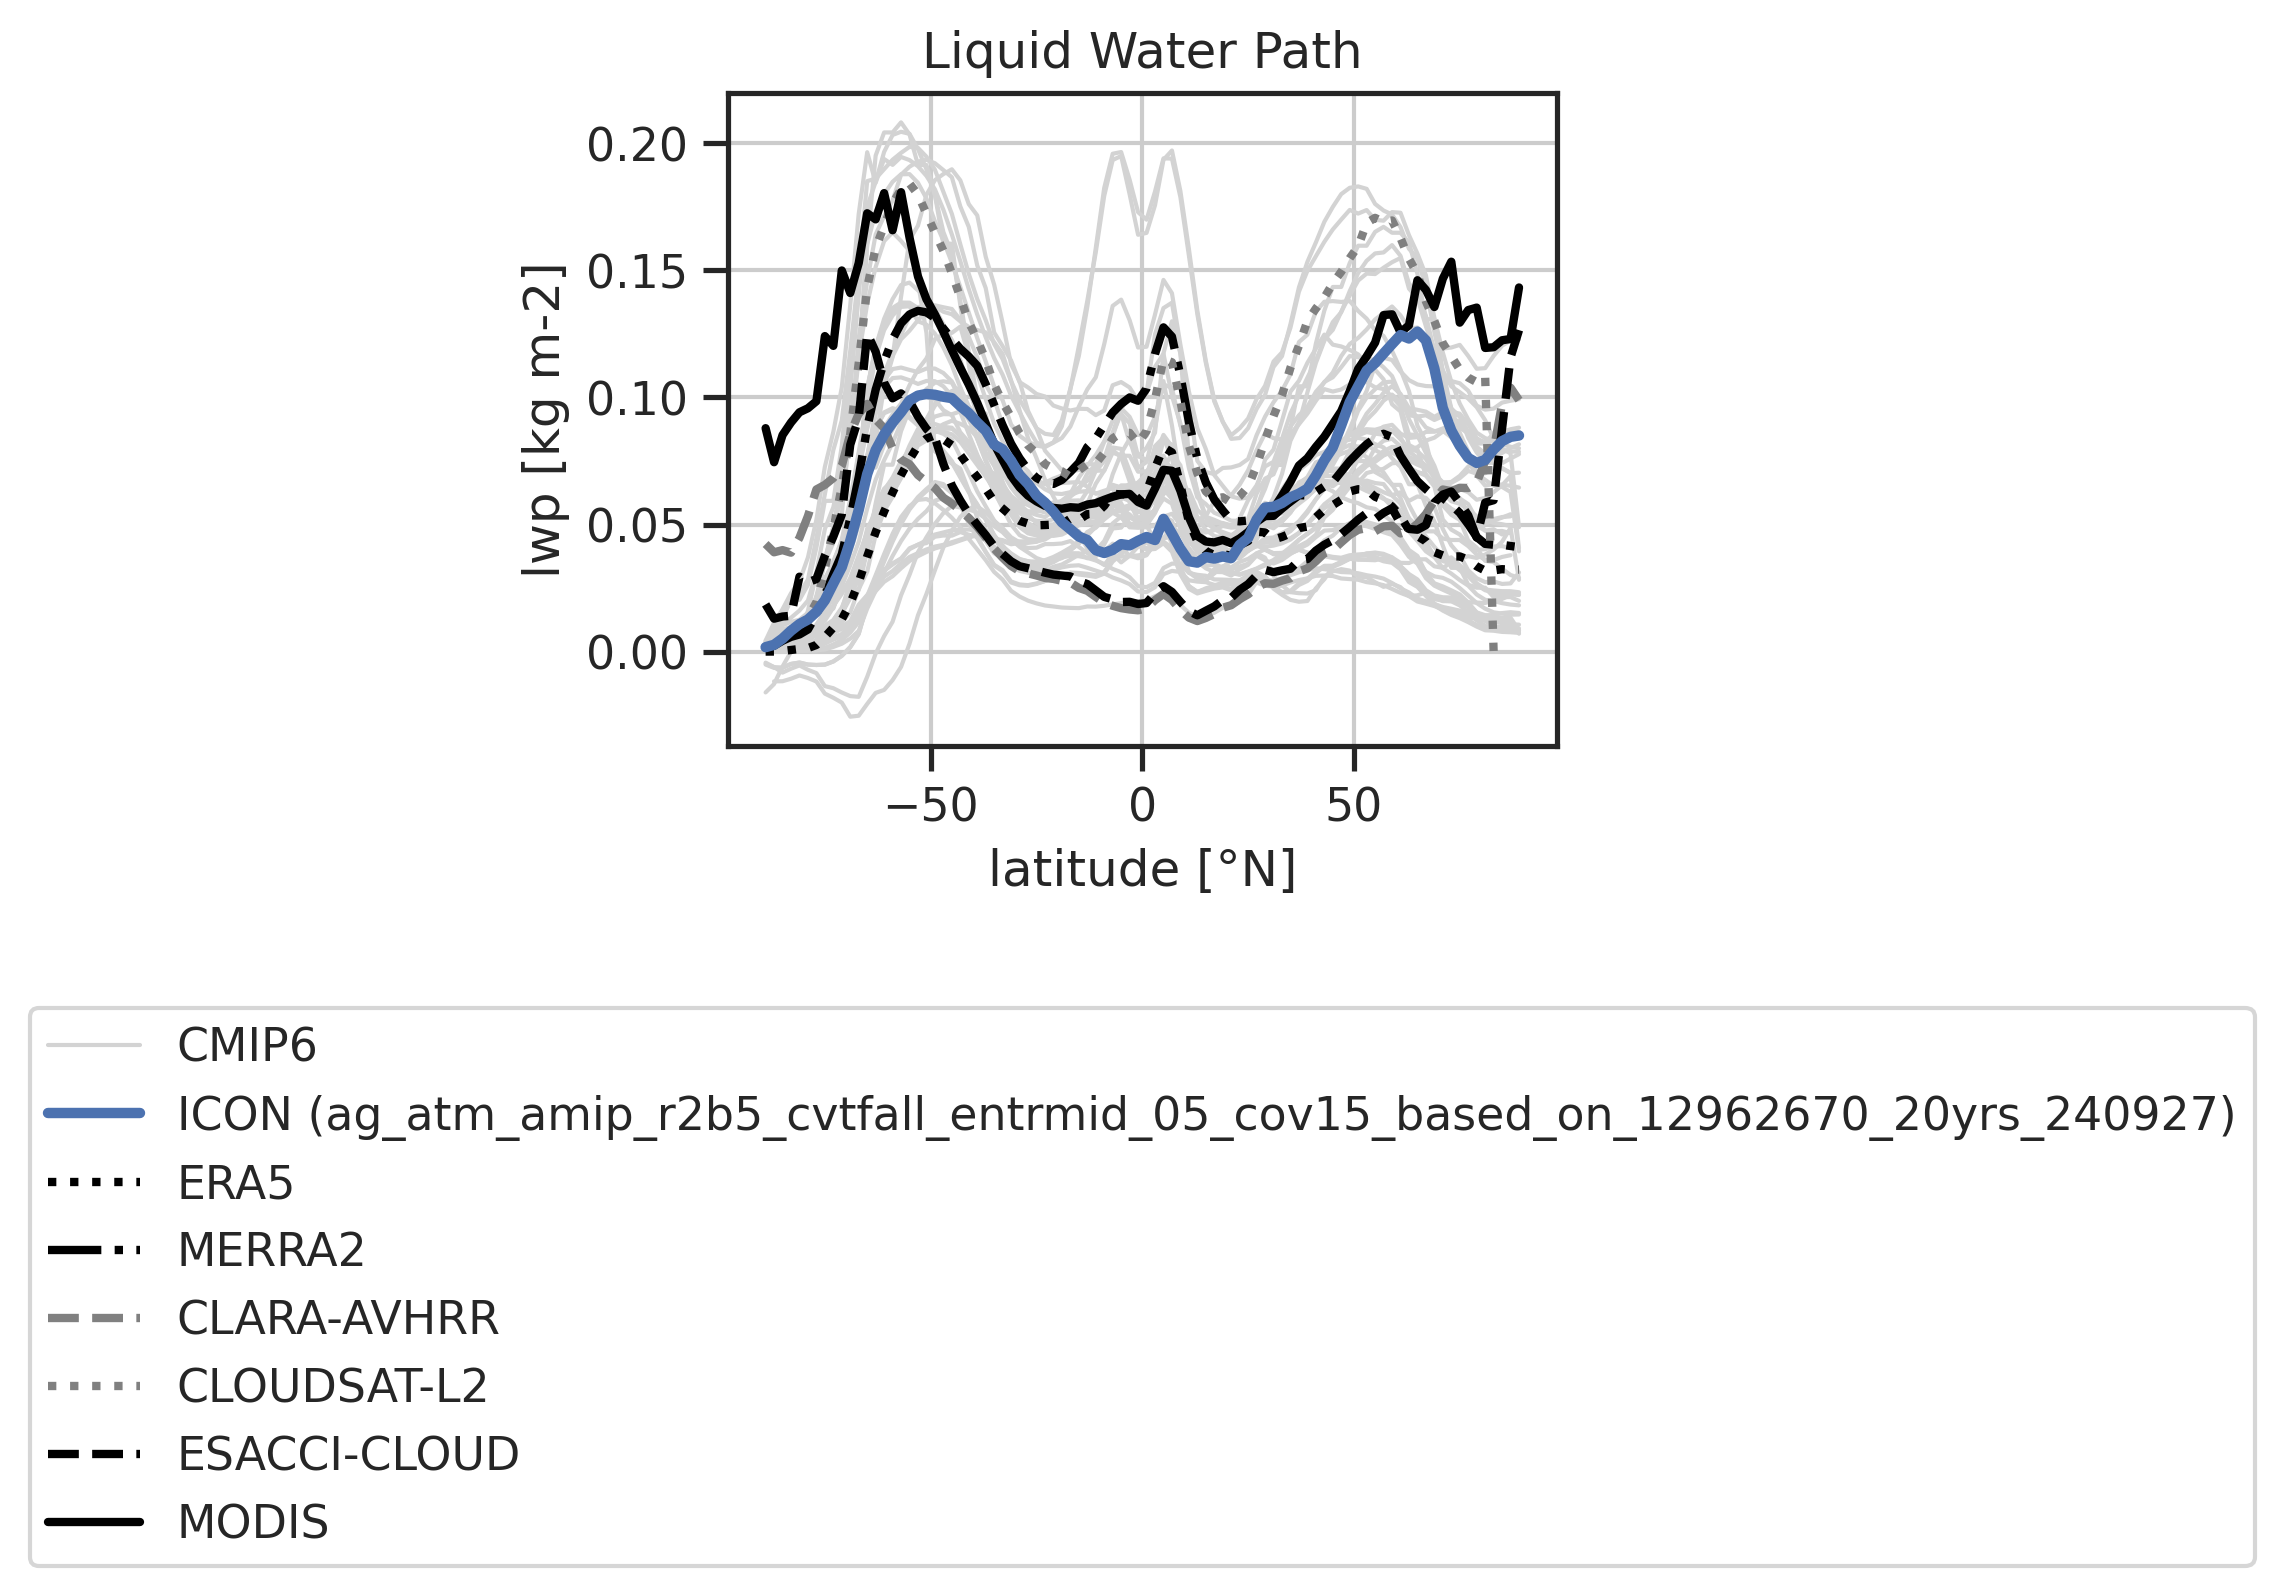 Liquid Water Path
0.20
0.15
0.10
0.05
0.00
lwp [kg m-2]
−50 0 50
latitude [°N]
CMIP6
ICON (ag_atm_amip_r2b5_cvtfall_entrmid_05_cov15_based_on_12962670_20yrs_240927)
ERA5
MERRA2
CLARA-AVHRR
CLOUDSAT-L2
ESACCI-CLOUD
MODIS